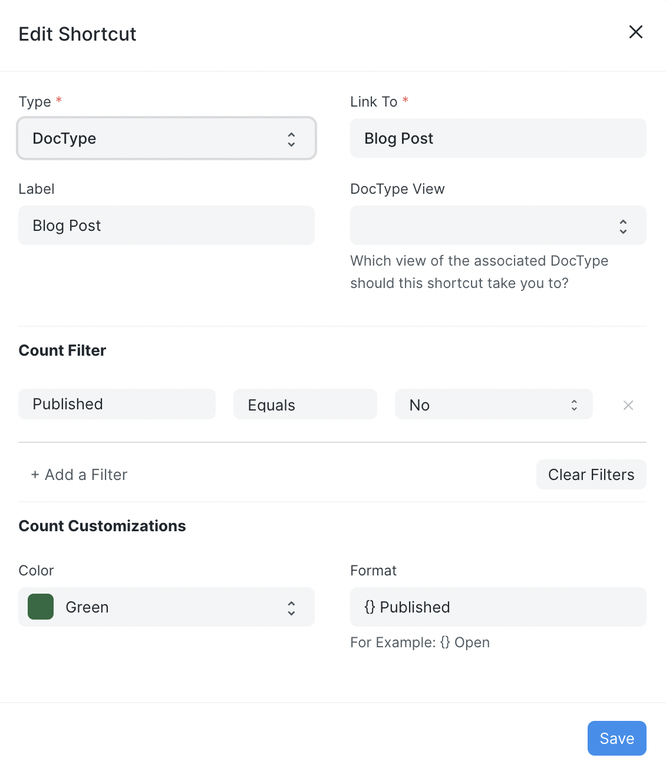 Edit Shortcut
Type *
Link To *
DocType
Blog Post
Label
DocType View
Blog Post
Which view of the associated DocType
should this shortcut take you to?
Count Filter
Published
Equals
No
+ Add a Filter
Clear Filters
Count Customizations
Color
Format
Green
{} Published
For Example: {} Open
Save